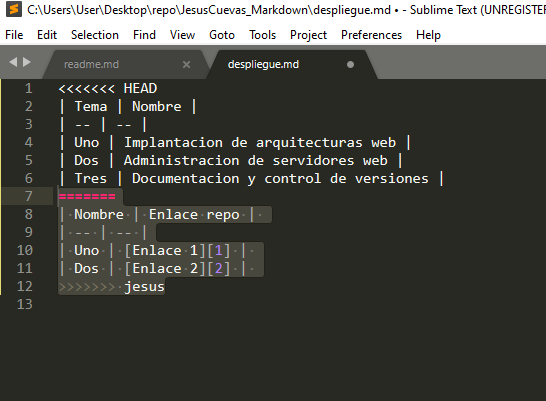 C:\Users\User\Desktop\repo\JesusCuevas_Markdown\despliegue.md • - Sublime Text (UNREGISTER
File Edit Selection Find View Goto Tools Project Preferences Help
readme.md × despliegue.md
1 <<<<<<< HEAD
2 | Tema | Nombre |
3 | -- | -- |
4 | Uno | Implantacion de arquitecturas web |
5 | Dos | Administracion de servidores web |
6 | Tres | Documentacion y control de versiones |
7 =======
8 | Nombre | Enlace repo |
9 | -- | -- |
10 | Uno | [Enlace 1][1] |
11 | Dos | [Enlace 2][2] |
12 >>>>>>> jesus
13